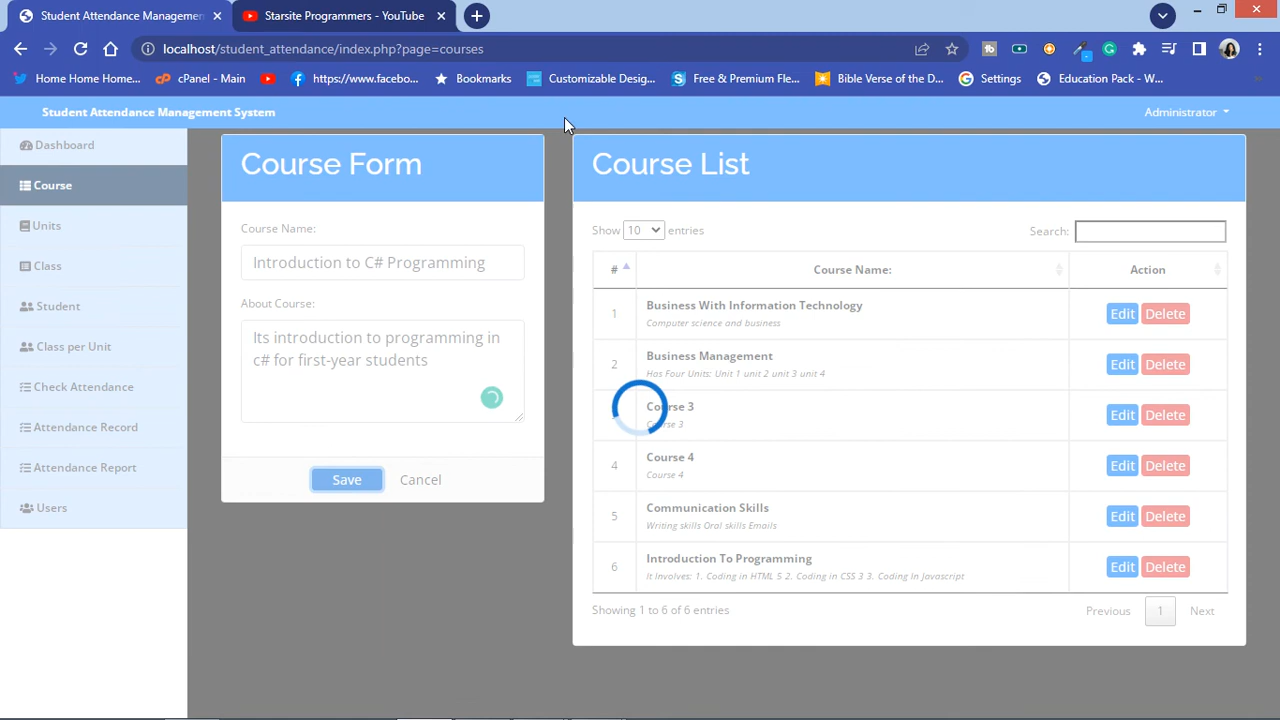 Student Attendance Managemen
Starsite Programmers - YouTube
localhost/student_attendance/index.php?page=courses
Home Home Home...
cPanel - Main
https://www.facebo...
Bookmarks
Customizable Desig...
Free & Premium Fle...
Bible Verse of the D...
Settings
Education Pack - W...
Student Attendance Management System
Administrator
Dashboard
Course
Units
Class
Student
Class per Unit
Check Attendance
Attendance Record
Attendance Report
Users
Course Form
Course Name:
Introduction to C# Programming
About Course:
Its introduction to programming in
c# for first-year students
Save Cancel
Course List
Show 10 entries
Search:
# Course Name: Action
1 Business With Information Technology Edit Delete
Computer science and business
2 Business Management Edit Delete
Has Four Units: Unit 1 unit 2 unit 3 unit 4
Course 3 Edit Delete
Course 3
4 Course 4 Edit Delete
Course 4
5 Communication Skills Edit Delete
Writing skills Oral skills Emails
6 Introduction To Programming Edit Delete
It Involves: 1. Coding in HTML 5 2. Coding in CSS 3 3. Coding In Javascript
Showing 1 to 6 of 6 entries
Previous 1 Next